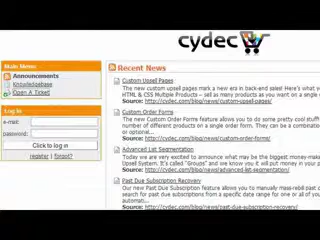 cydec
Main Menu
Announcements
Knowledgebase
Open A Ticket
Log In
e-mail:
password:
Click to log in
register | forgot?
Recent News
Custom Upsell Pages
The new custom upsell pages mark a new era in back-end sales! Here's what y
HTML & CSS Multiple Products – sell as many products as you want on a single
Source: http://cydec.com/blog/news/custom-upsell-pages/
Custom Order Forms
The new Custom Order Forms feature allows you to do some pretty cool stuff
number of different products on a single order form. They can be a combination
or optional).
Source: http://cydec.com/blog/news/custom-order-forms/
Advanced List Segmentation
Today we are very excited to announce what may be the biggest money-make
Upsell System. It's called "Groups" and we know you it will put money in your p
Source: http://cydec.com/blog/news/advanced-list-segmentation/
Past Due Subscription Recovery
Our new Past Due Subscription feature allows you to manually mass-rebill past d
search for past due subscriptions from a specific date range for one or all of you
automatic...
Source: http://cydec.com/blog/news/past-due-subscription-recovery/